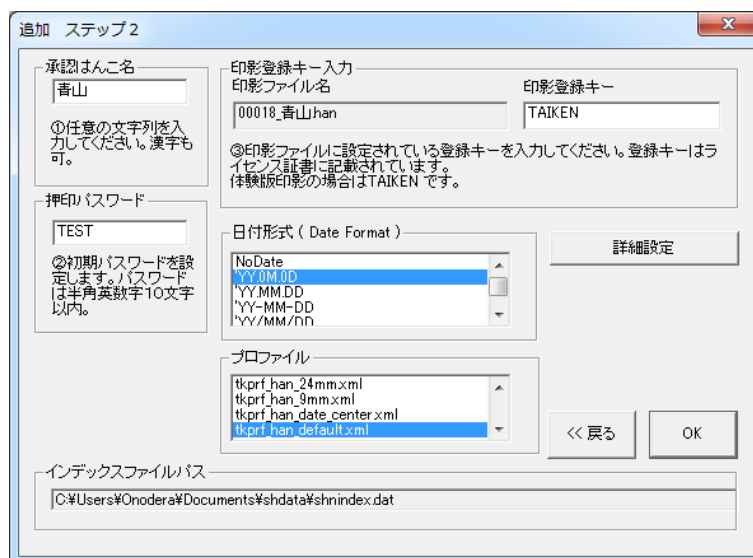 追加　ステップ2
承認はんこ名
青山
①任意の文字列を入
力してください。漢字も
可。
押印パスワード
TEST
②初期パスワードを設
定します。パスワード
は半角英数字10文字
以内。
印影登録キー入力
印影ファイル名
00018_青山.han
印影登録キー
TAIKEN
③印影ファイルに設定されている登録キーを入力してください。登録キーはラ
イセンス証書に記載されています。
体験版印影の場合はTAIKEN です。
日付形式 ( Date Format )
NoDate
'YY.0M.0D
'YY.MM.DD
'YY-MM-DD
'YY/MM/DD
詳細設定
プロファイル
tkprf_han_24mm.xml
tkprf_han_9mm.xml
tkprf_han_date_center.xml
tkprf_han_default.xml
<< 戻る
OK
インデックスファイルパス
C:¥Users¥Onodera¥Documents¥shdata¥shnindex.dat